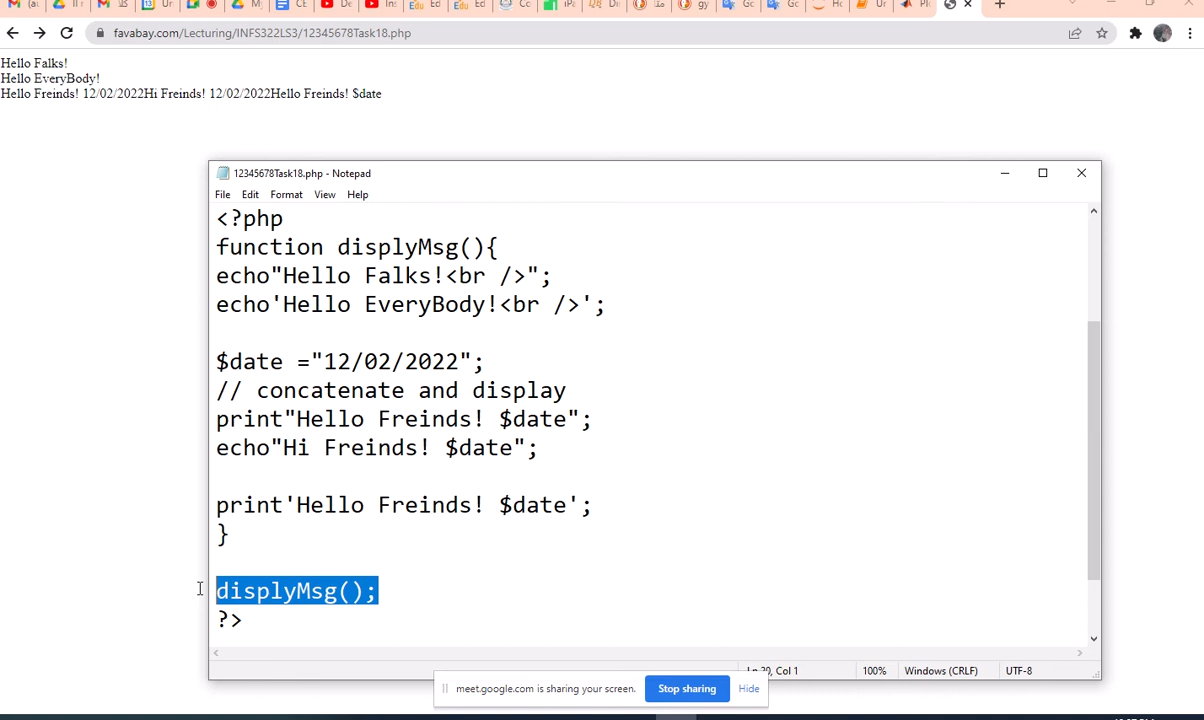 favabay.com/Lecturing/INFS322LS3/12345678Task18.php
Hello Falks!
Hello EveryBody!
Hello Freinds! 12/02/2022Hi Freinds! 12/02/2022Hello Freinds! $date
12345678Task18.php - Notepad
File Edit Format View Help
<?php
function displyMsg(){
echo"Hello Falks!<br />";
echo'Hello EveryBody!<br />';
$date ="12/02/2022";
// concatenate and display
print"Hello Freinds! $date";
echo"Hi Freinds! $date";
print'Hello Freinds! $date';
}
displyMsg();
?>
Col 1 100% Windows (CRLF) UTF-8
meet.google.com is sharing your screen. Stop sharing Hide